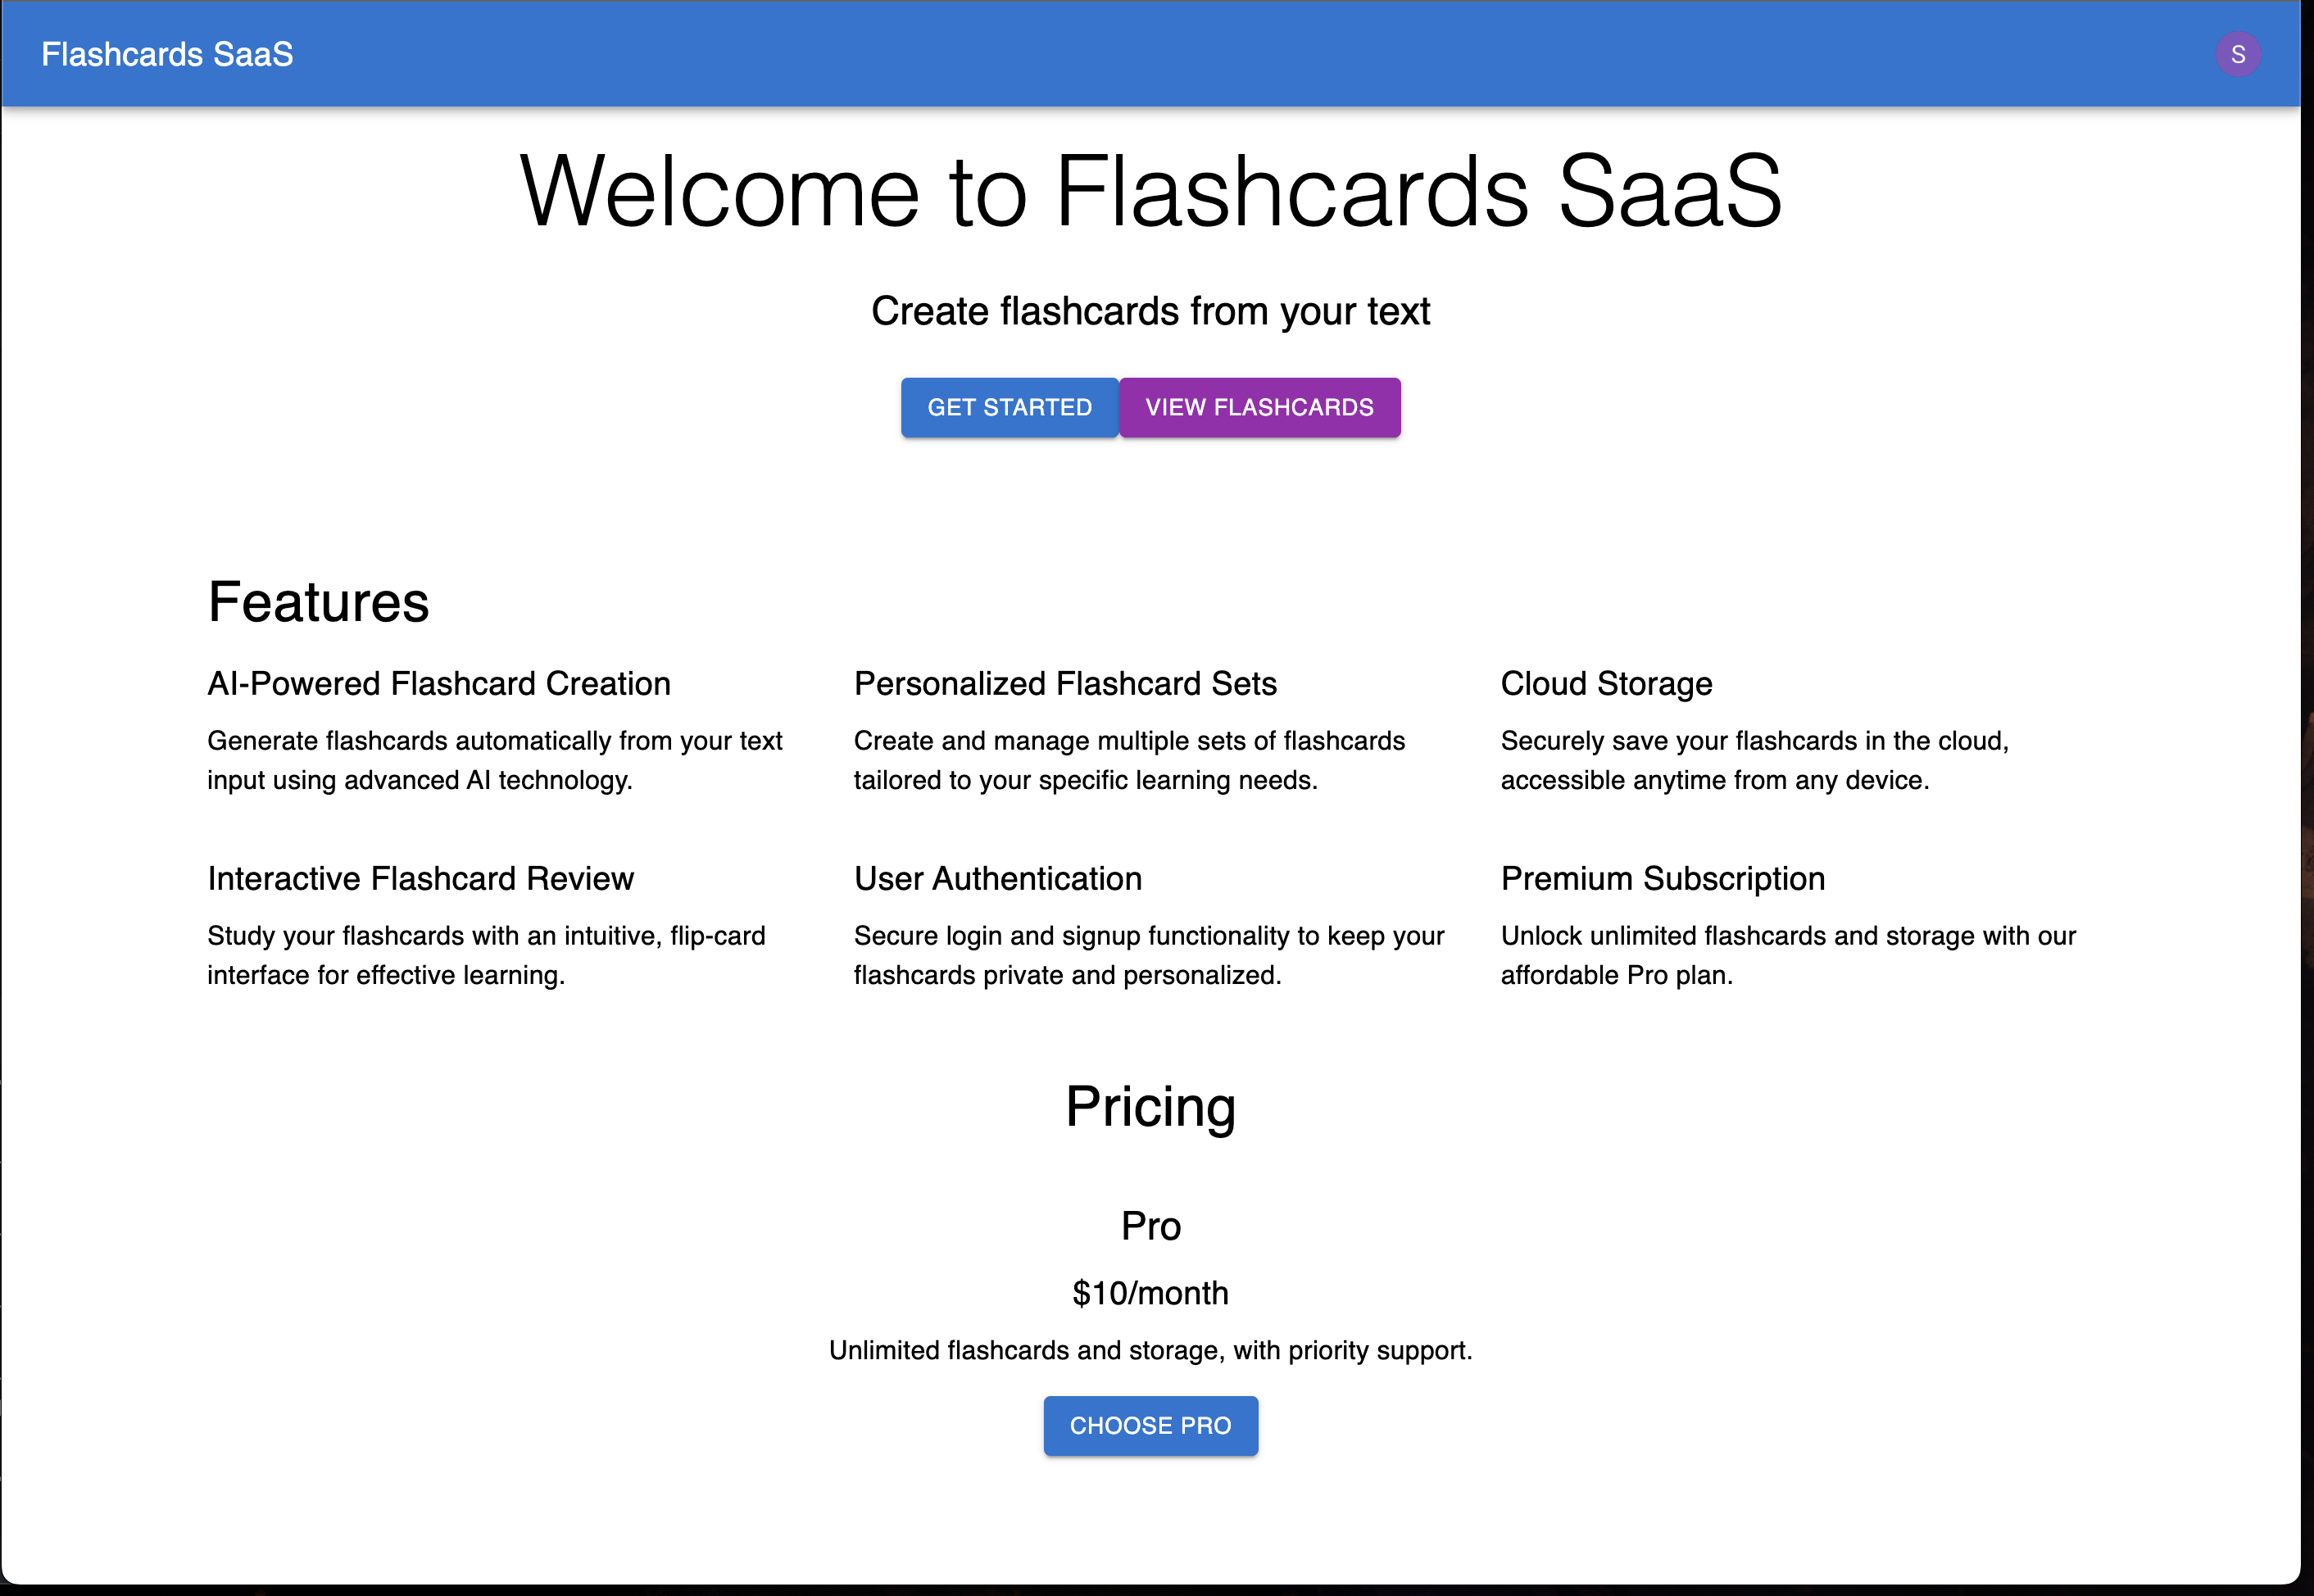 Flashcards SaaS
S
Welcome to Flashcards SaaS
Create flashcards from your text
GET STARTED
VIEW FLASHCARDS
Features
AI-Powered Flashcard Creation
Generate flashcards automatically from your text
input using advanced AI technology.
Personalized Flashcard Sets
Create and manage multiple sets of flashcards
tailored to your specific learning needs.
Cloud Storage
Securely save your flashcards in the cloud,
accessible anytime from any device.
Interactive Flashcard Review
Study your flashcards with an intuitive, flip-card
interface for effective learning.
User Authentication
Secure login and signup functionality to keep your
flashcards private and personalized.
Premium Subscription
Unlock unlimited flashcards and storage with our
affordable Pro plan.
Pricing
Pro
$10/month
Unlimited flashcards and storage, with priority support.
CHOOSE PRO